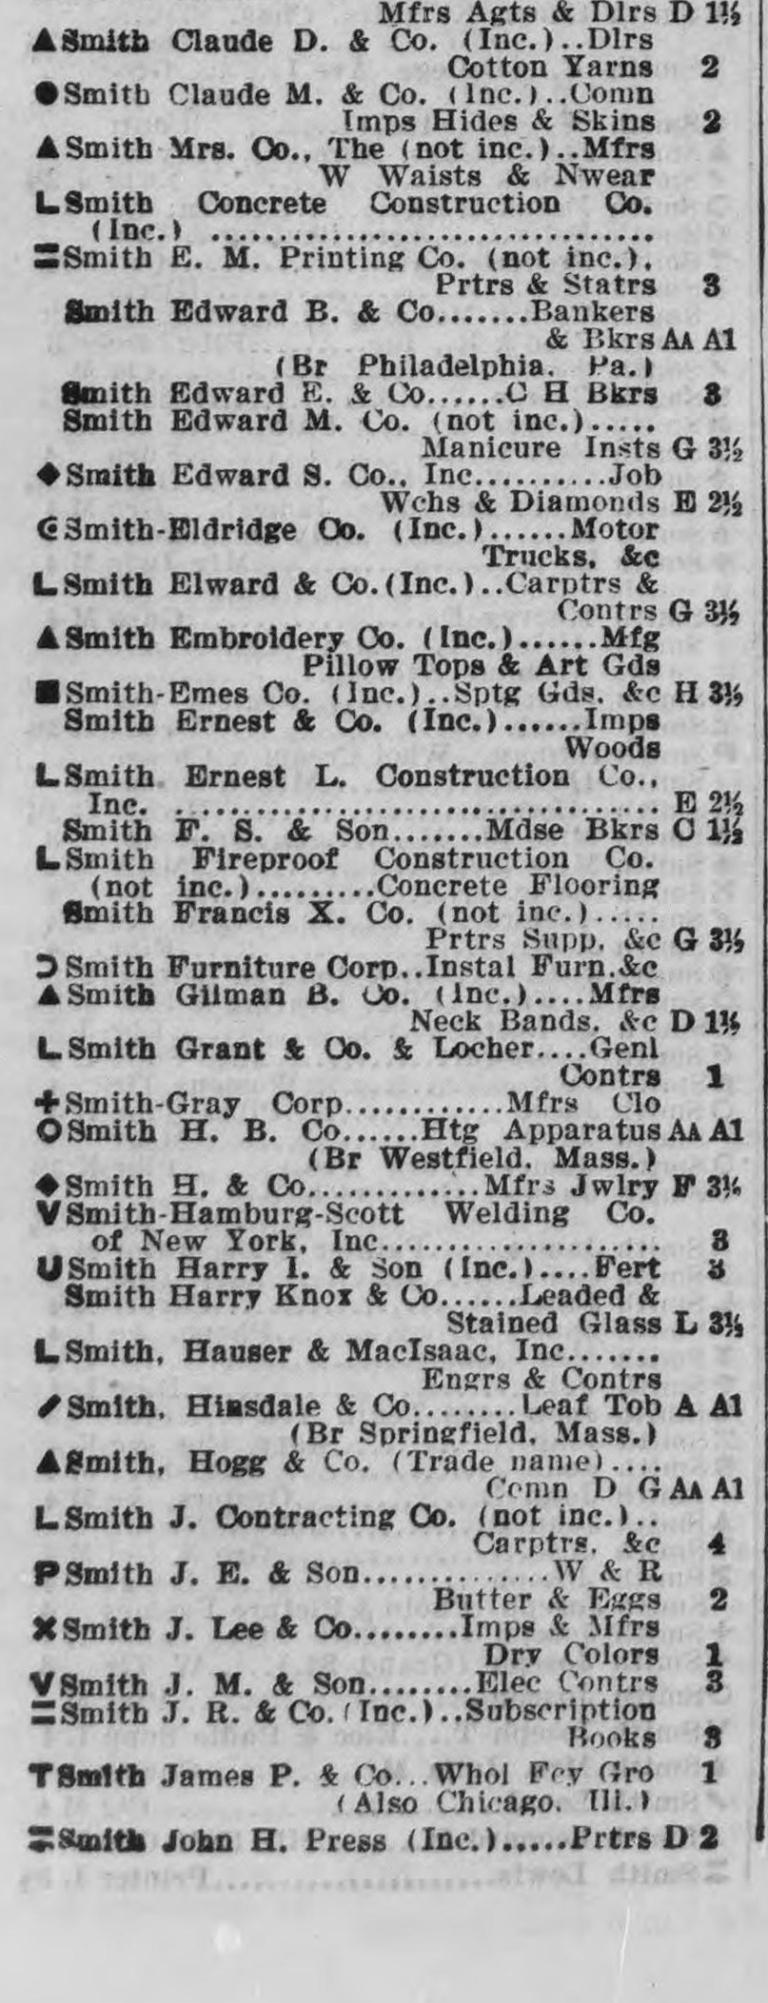 Mfrs Agts & Dlrs D 1½
▲Smith Claude D. & Co. (Inc.)..Dlrs
Cotton Yarns 2
●Smith Claude M. & Co. (Inc.)..Comn
Imps Hides & Skins 2
▲Smith Mrs. Co., The (not inc.)..Mfrs
W Waists & Nwear
LSmith Concrete Construction Co.
(Inc.) .................................
Smith E. M. Printing Co. (not inc.),
Prtrs & Statrs 3
Smith Edward B. & Co.......Bankers
& Bkrs AA A1
(Br Philadelphia, Pa.)
Smith Edward E. & Co......C H Bkrs 3
Smith Edward M. Co. (not inc.).....
Manicure Insts G 3½
◆Smith Edward S. Co., Inc..........Job
Wchs & Diamonds E 2½
Smith-Eldridge Co. (Inc.)......Motor
Trucks, &c
LSmith Elward & Co.(Inc.)..Carptrs &
Contrs G 3½
▲Smith Embroidery Co. (Inc.)......Mfg
Pillow Tops & Art Gds
■Smith-Emes Co. (Inc.)..Sptg Gds, &c H 3½
Smith Ernest & Co. (Inc.)......Imps
Woods
LSmith Ernest L. Construction Co.,
Inc. .................................... E 2½
Smith F. S. & Son.......Mdse Bkrs C 1½
LSmith Fireproof Construction Co.
(not inc.).........Concrete Flooring
Smith Francis X. Co. (not inc.).....
Prtrs Supp, &c G 3½
ƆSmith Furniture Corp..Instal Furn.&c
▲Smith Gilman B. Co. (Inc.)....Mfrs
Neck Bands, &c D 1½
LSmith Grant & Co. & Locher....Genl
Contrs 1
+Smith-Gray Corp............Mfrs Clo
OSmith H. B. Co......Htg Apparatus AA A1
(Br Westfield, Mass.)
◆Smith H. & Co.............Mfrs Jwlry F 3½
VSmith-Hamburg-Scott Welding Co.
of New York, Inc..................... 3
USmith Harry I. & Son (Inc.)....Fert 3
Smith Harry Knox & Co......Leaded &
Stained Glass L 3½
LSmith, Hauser & MacIsaac, Inc.......
Engrs & Contrs
Smith, Hinsdale & Co........Leaf Tob A A1
(Br Springfield, Mass.)
▲Smith, Hogg & Co. (Trade name)....
Comn D G AA A1
LSmith J. Contracting Co. (not inc.)..
Carptrs, &c 4
PSmith J. E. & Son..............W & R
Butter & Eggs 2
✖Smith J. Lee & Co........Imps & Mfrs
Dry Colors 1
VSmith J. M. & Son........Elec Contrs 3
Smith J. R. & Co.(Inc.)..Subscription
Books 3
TSmith James P. & Co...Whol Fcy Gro 1
(Also Chicago, Ill.)
Smith John H. Press (Inc.).....Prtrs D 2